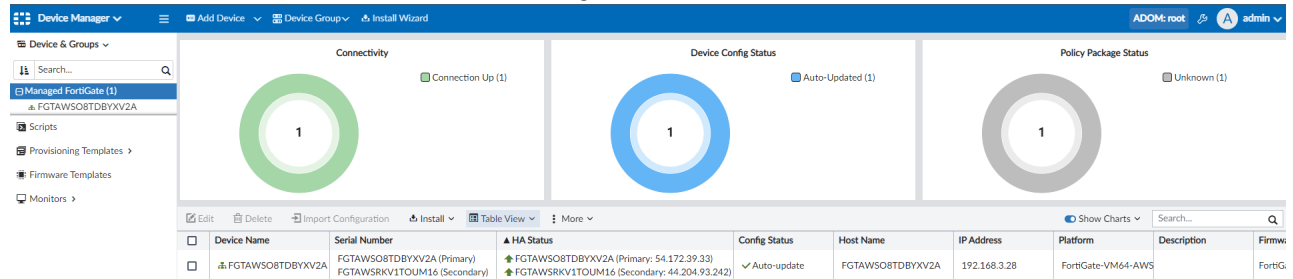 Device Manager
Add Device Device Group Install Wizard ADOM: root A admin
Device & Groups
Search...
Managed FortiGate (1)
FGTAWSO8TDBYXV2A
Scripts
Provisioning Templates
Firmware Templates
Monitors
Connectivity
Connection Up (1)
1
Device Config Status
Auto-Updated (1)
1
Policy Package Status
Unknown (1)
1
Edit Delete Import Configuration Install Table View More Show Charts Search...
Device Name Serial Number HA Status Config Status Host Name IP Address Platform Description Firmwa
FGTAWSO8TDBYXV2A FGTAWSO8TDBYXV2A (Primary) FGTAWSO8TDBYXV2A (Primary: 54.172.39.33) Auto-update FGTAWSO8TDBYXV2A 192.168.3.28 FortiGate-VM64-AWS FortiGa
FGTAWSRKV1TOUM16 (Secondary) FGTAWSRKV1TOUM16 (Secondary: 44.204.93.242)